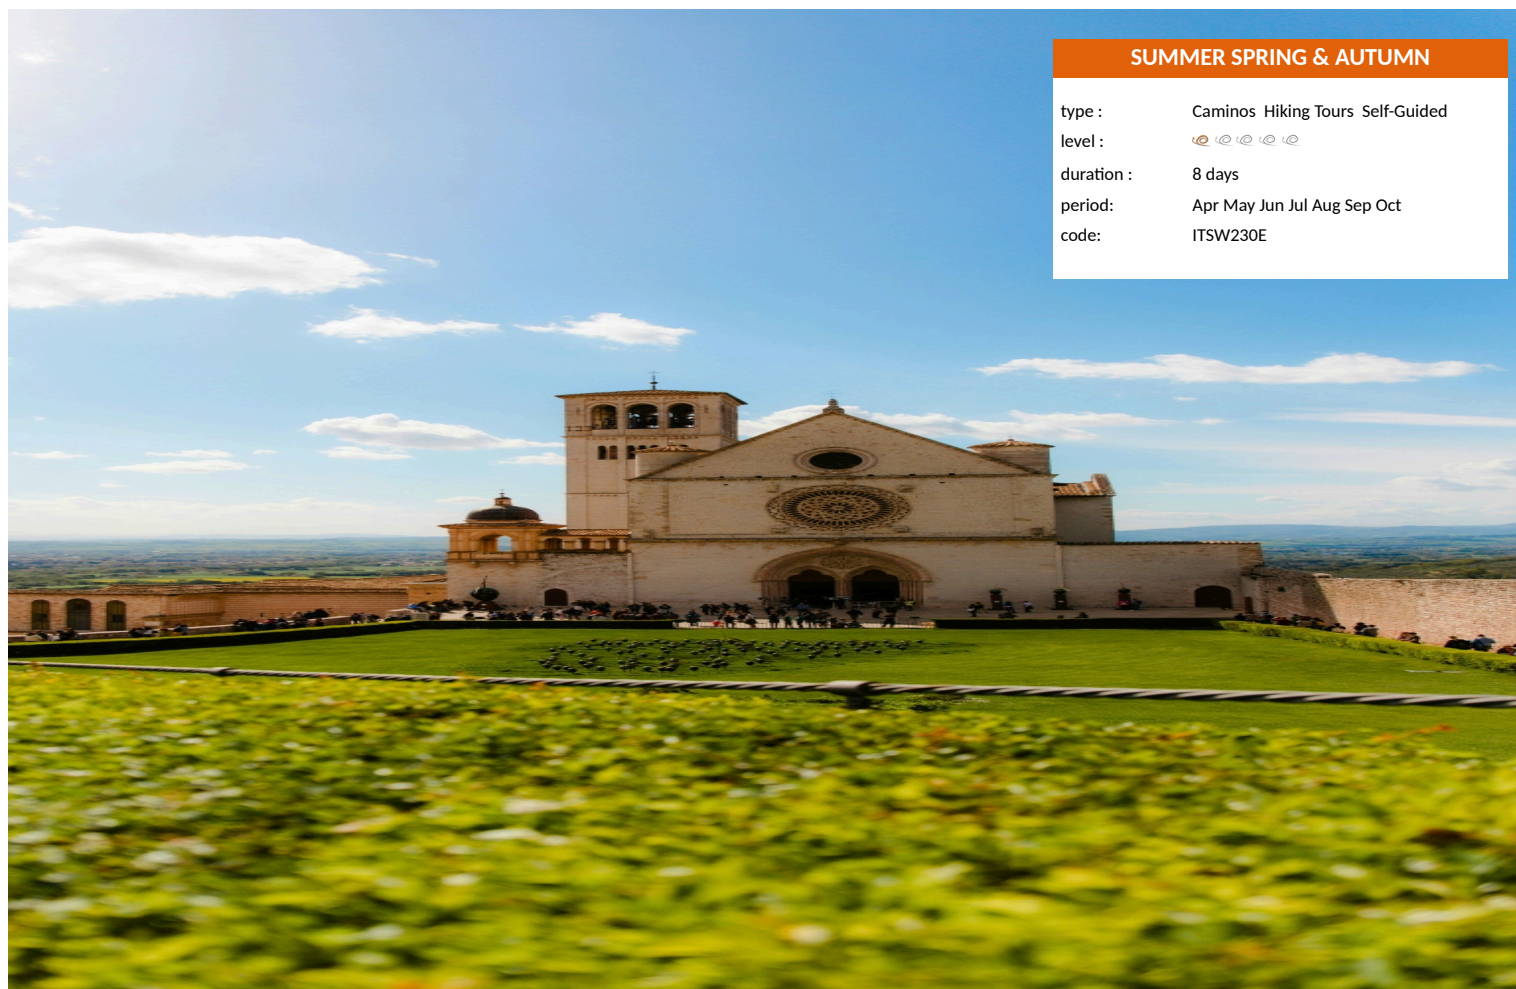 SUMMER SPRING & AUTUMN
type : Caminos Hiking Tours Self-Guided
level :
duration : 8 days
period: Apr May Jun Jul Aug Sep Oct
code: ITSW230E